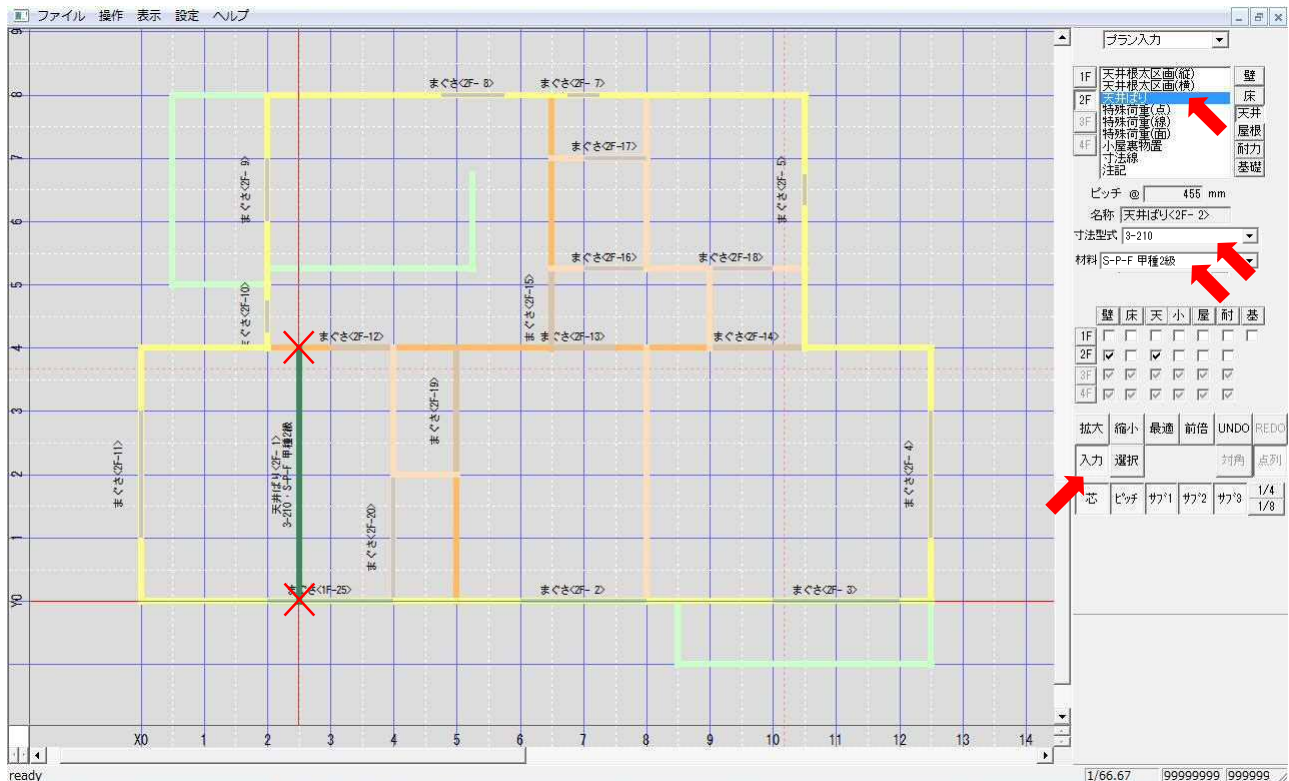 ファイル 操作 表示 設定 ヘルプ
プラン入力
1F
2F
3F
4F
天井根太区画(縦)
天井根太区画(横)
天井ばり
特殊荷重(点)
特殊荷重(線)
特殊荷重(面)
小屋裏物置
寸法線
注記
壁
床
天井
屋根
耐力
基礎
ピッチ @ 455 mm
名称 天井ばり<2F- 2>
寸法型式 3-210
材料 S-P-F 甲種2級
壁 床 天 小 屋 耐 基
1F
2F
3F
4F
拡大 縮小 最適 前倍 UNDO REDO
入力 選択 対角 点列
芯 ピッチ サブ1 サブ2 サブ3 1/4
1/8
9
8
7
6
5
4
3
2
1
Y0
まぐさ<2F- 8>
まぐさ<2F- 7>
まぐさ<2F-17>
まぐさ<2F- 9>
まぐさ<2F- 5>
まぐさ<2F-16>
まぐさ<2F-18>
まぐさ<2F-10>
まぐさ<2F-15>
まぐさ<2F-12>
まぐさ<2F-13>
まぐさ<2F-14>
まぐさ<2F-19>
まぐさ<2F-11>
天井ばり<2F- 1>
3-210・S-P-F 甲種2級
まぐさ<2F- 4>
まぐさ<2F-20>
まぐさ<1F-25>
まぐさ<2F- 2>
まぐさ<2F- 3>
X0 1 2 3 4 5 6 7 8 9 10 11 12 13 14
ready
1/66.67 99999999 999999